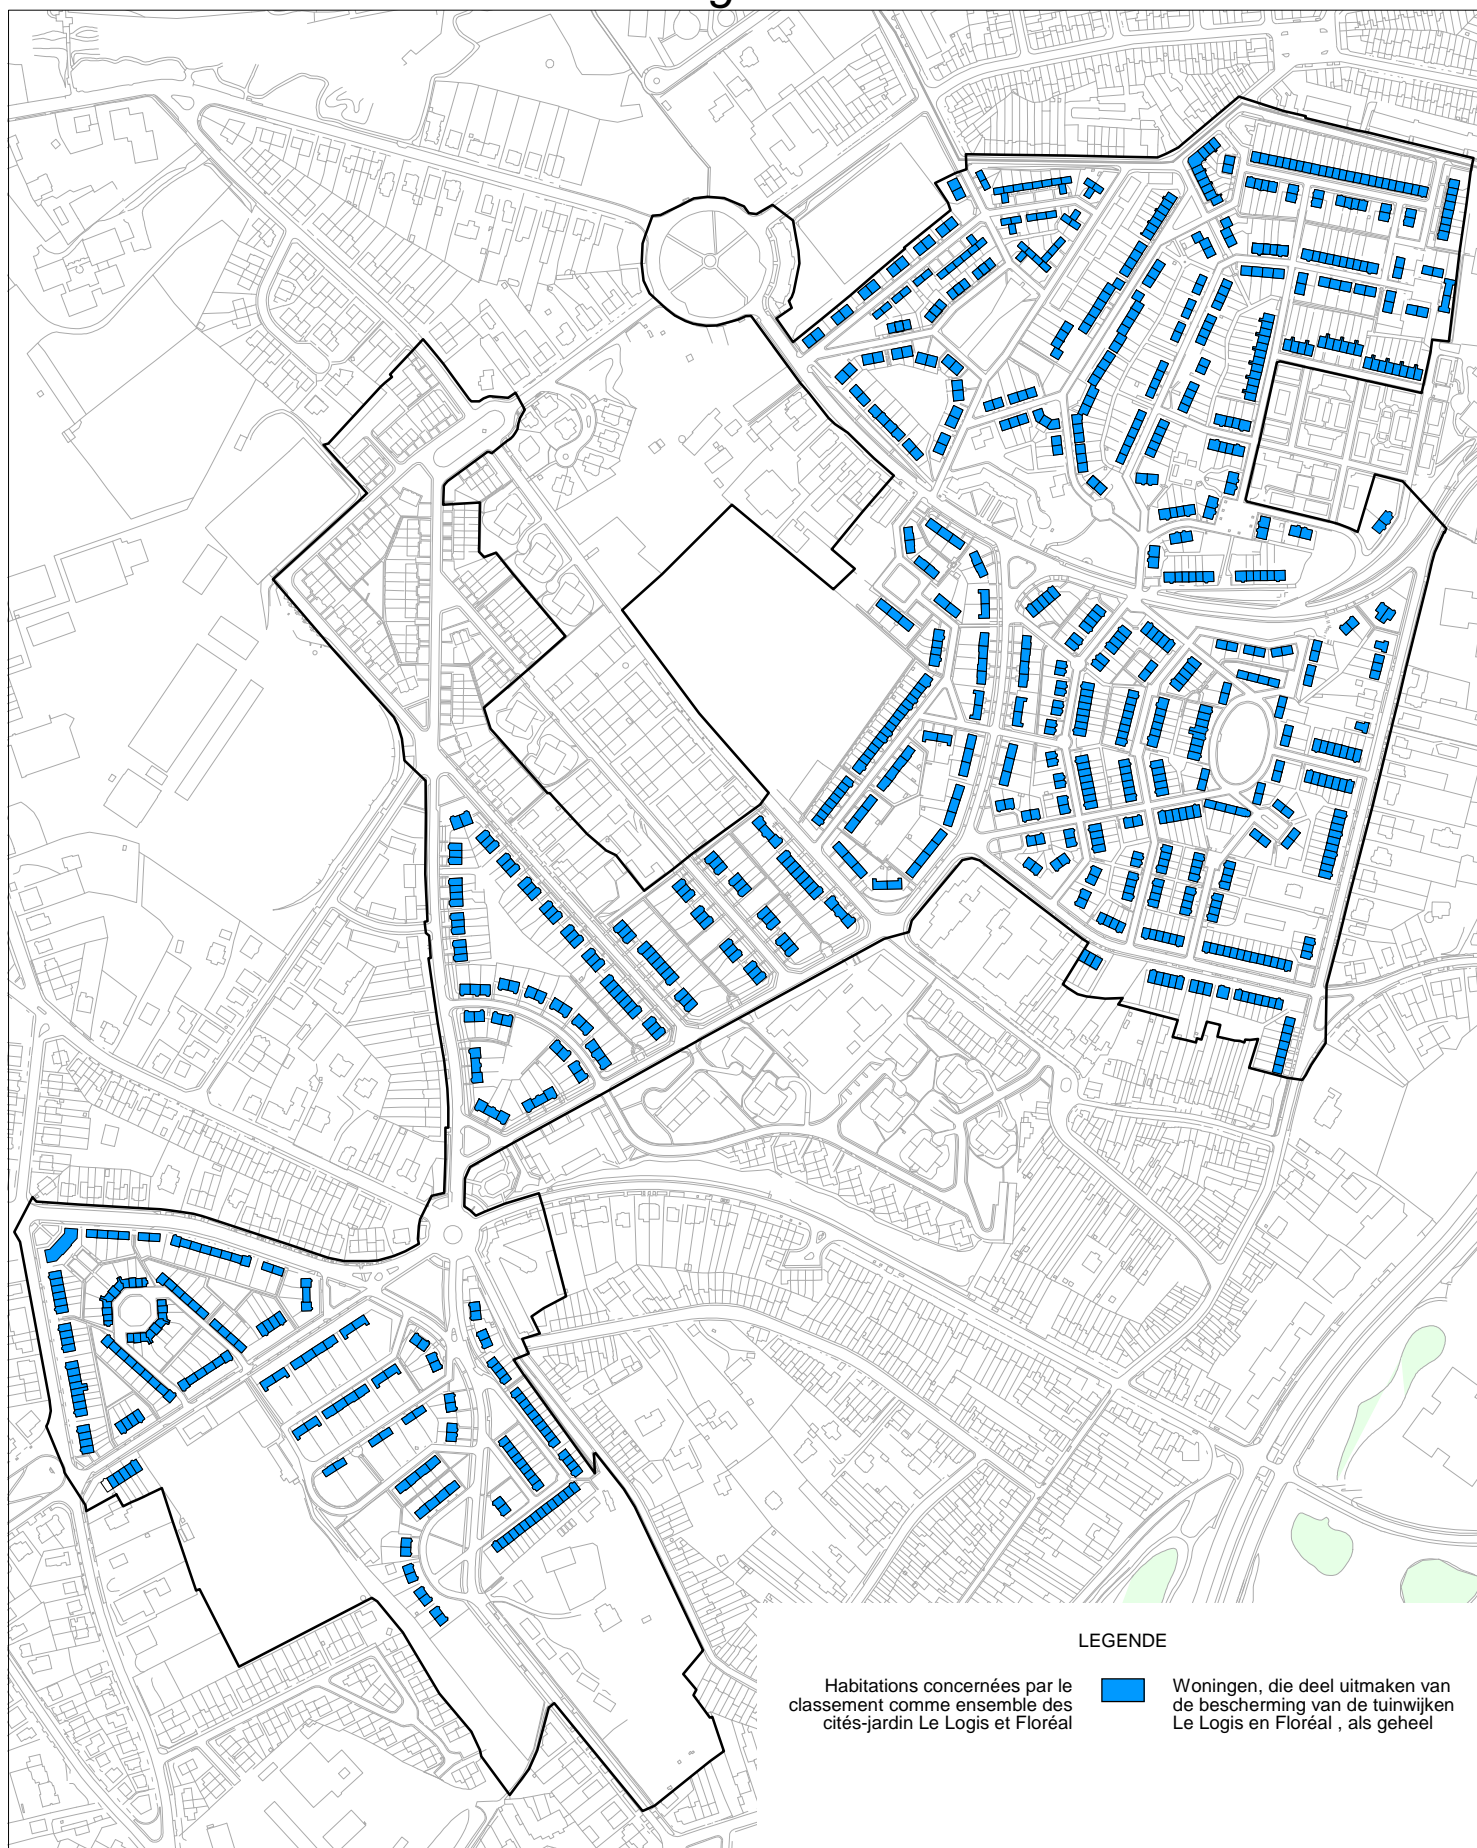 LEGENDE
Habitations concernées par le
classement comme ensemble des
cités-jardin Le Logis et Floréal
Woningen, die deel uitmaken van
de bescherming van de tuinwijken
Le Logis en Floréal , als geheel